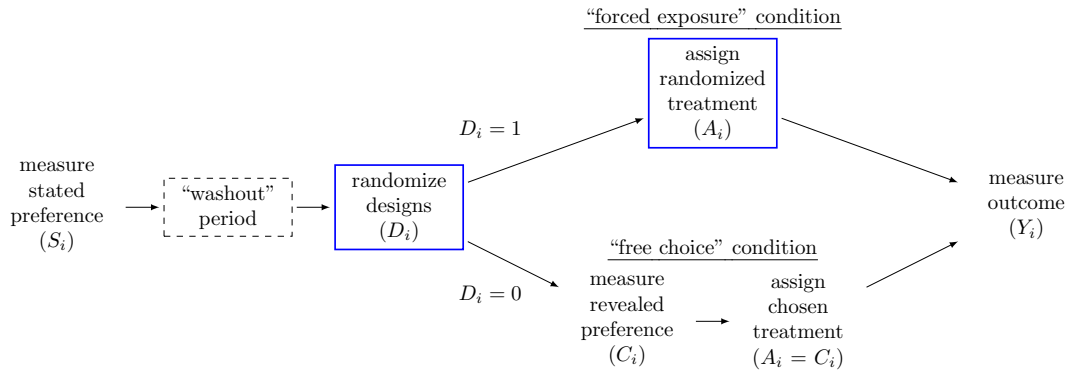 measure
stated
preference
(S_i)
“washout”
period
randomize
designs
(D_i)
D_i = 1
“forced exposure” condition
assign
randomized
treatment
(A_i)
D_i = 0
“free choice” condition
measure
revealed
preference
(C_i)
assign
chosen
treatment
(A_i = C_i)
measure
outcome
(Y_i)